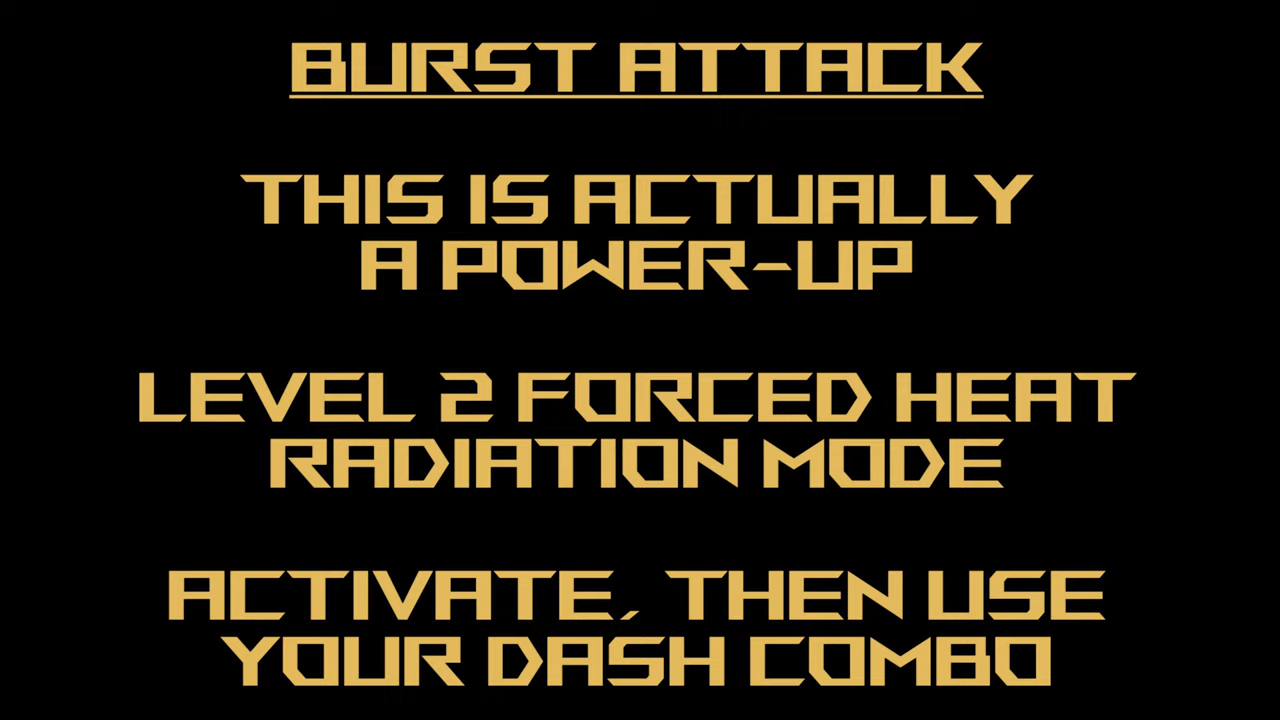 BURST ATTACK
THIS IS ACTUALLY
A POWER-UP
LEVEL 2 FORCED HEAT
RADIATION MODE
ACTIVATE, THEN USE
YOUR DASH COMBO